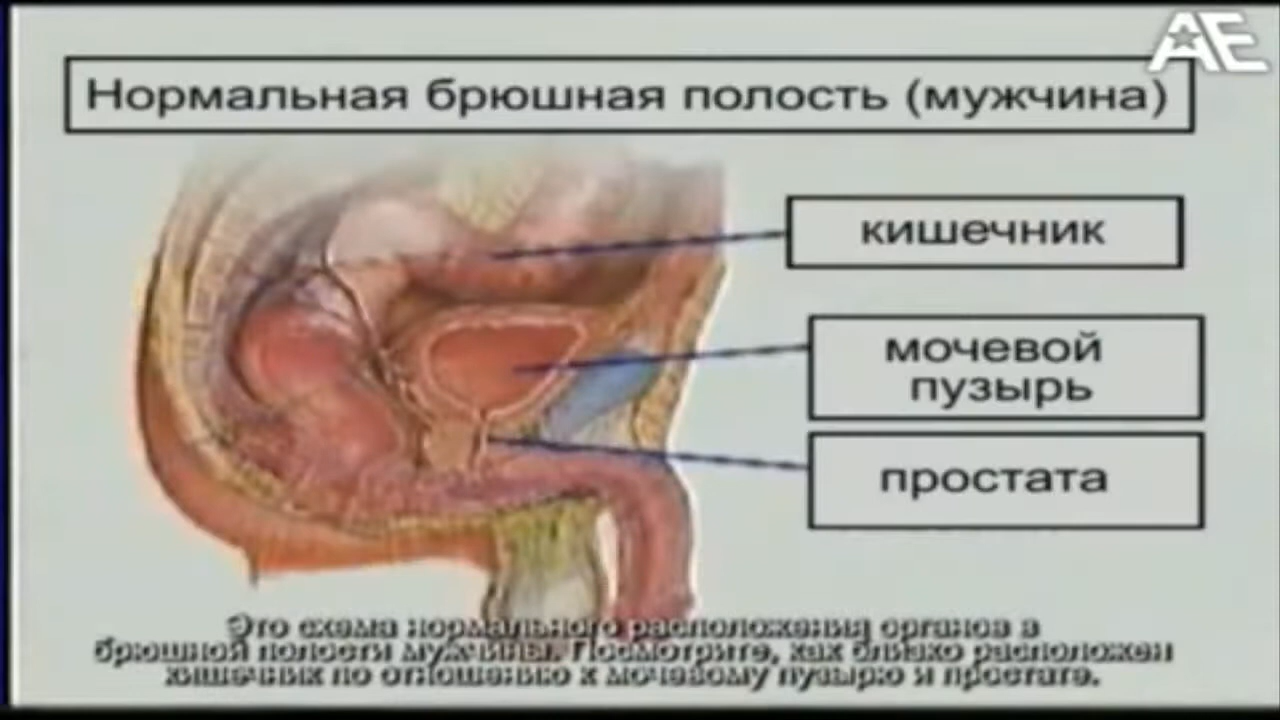 АЕ
Нормальная брюшная полость (мужчина)
кишечник
мочевой
пузырь
простата
Это схема нормального расположения органов в
брюшной полости мужчины. Посмотрите, как близко расположен
кишечник по отношению к мочевому пузырю и простате.